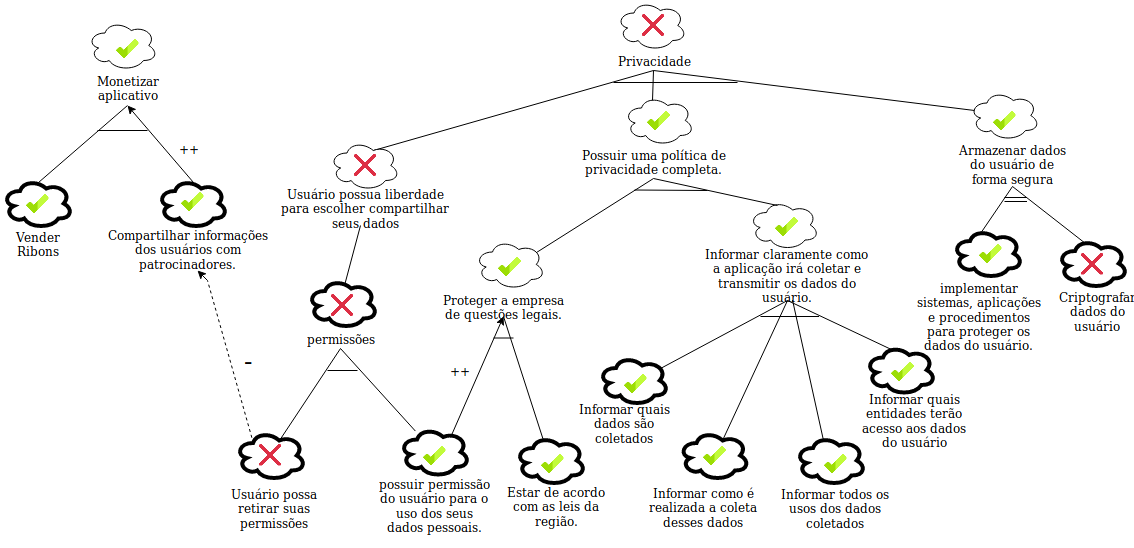 Monetizar
aplicativo
++
Vender
Ribons
Compartilhar informações
dos usuários com
patrocinadores.
-
Privacidade
Usuário possua liberdade
para escolher compartilhar
seus dados
permissões
Usuário possa
retirar suas
permissões
possuir permissão
do usuário para o
uso dos seus
dados pessoais.
Possuir uma política de
privacidade completa.
Proteger a empresa
de questões legais.
++
Estar de acordo
com as leis da
região.
Informar claramente como
a aplicação irá coletar e
transmitir os dados do
usuário.
Informar quais
dados são
coletados
Informar como é
realizada a coleta
desses dados
Informar todos os
usos dos dados
coletados
Informar quais
entidades terão
acesso aos dados
do usuário
Armazenar dados
do usuário de
forma segura
implementar
sistemas, aplicações
e procedimentos
para proteger os
dados do usuário.
Criptografar
dados do
usuário